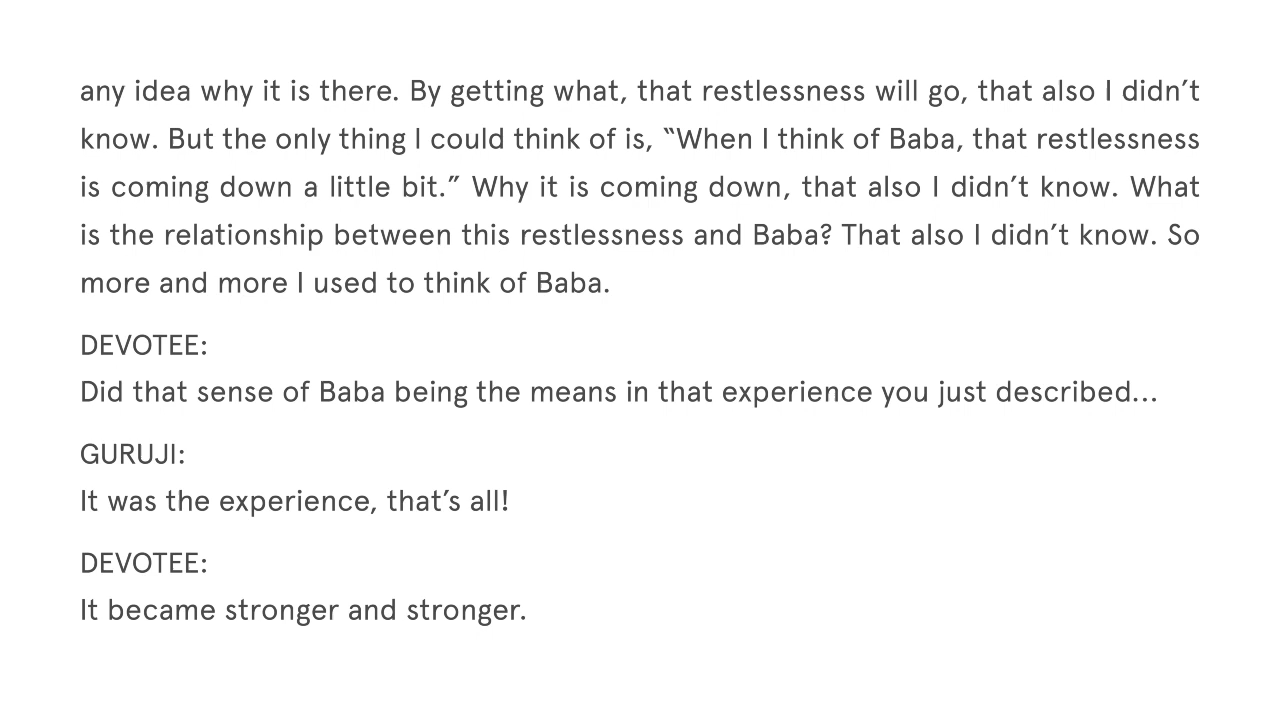 any idea why it is there. By getting what, that restlessness will go, that also I didn’t
know. But the only thing I could think of is, “When I think of Baba, that restlessness
is coming down a little bit.” Why it is coming down, that also I didn’t know. What
is the relationship between this restlessness and Baba? That also I didn’t know. So
more and more I used to think of Baba.
DEVOTEE:
Did that sense of Baba being the means in that experience you just described...
GURUJI:
It was the experience, that’s all!
DEVOTEE:
It became stronger and stronger.